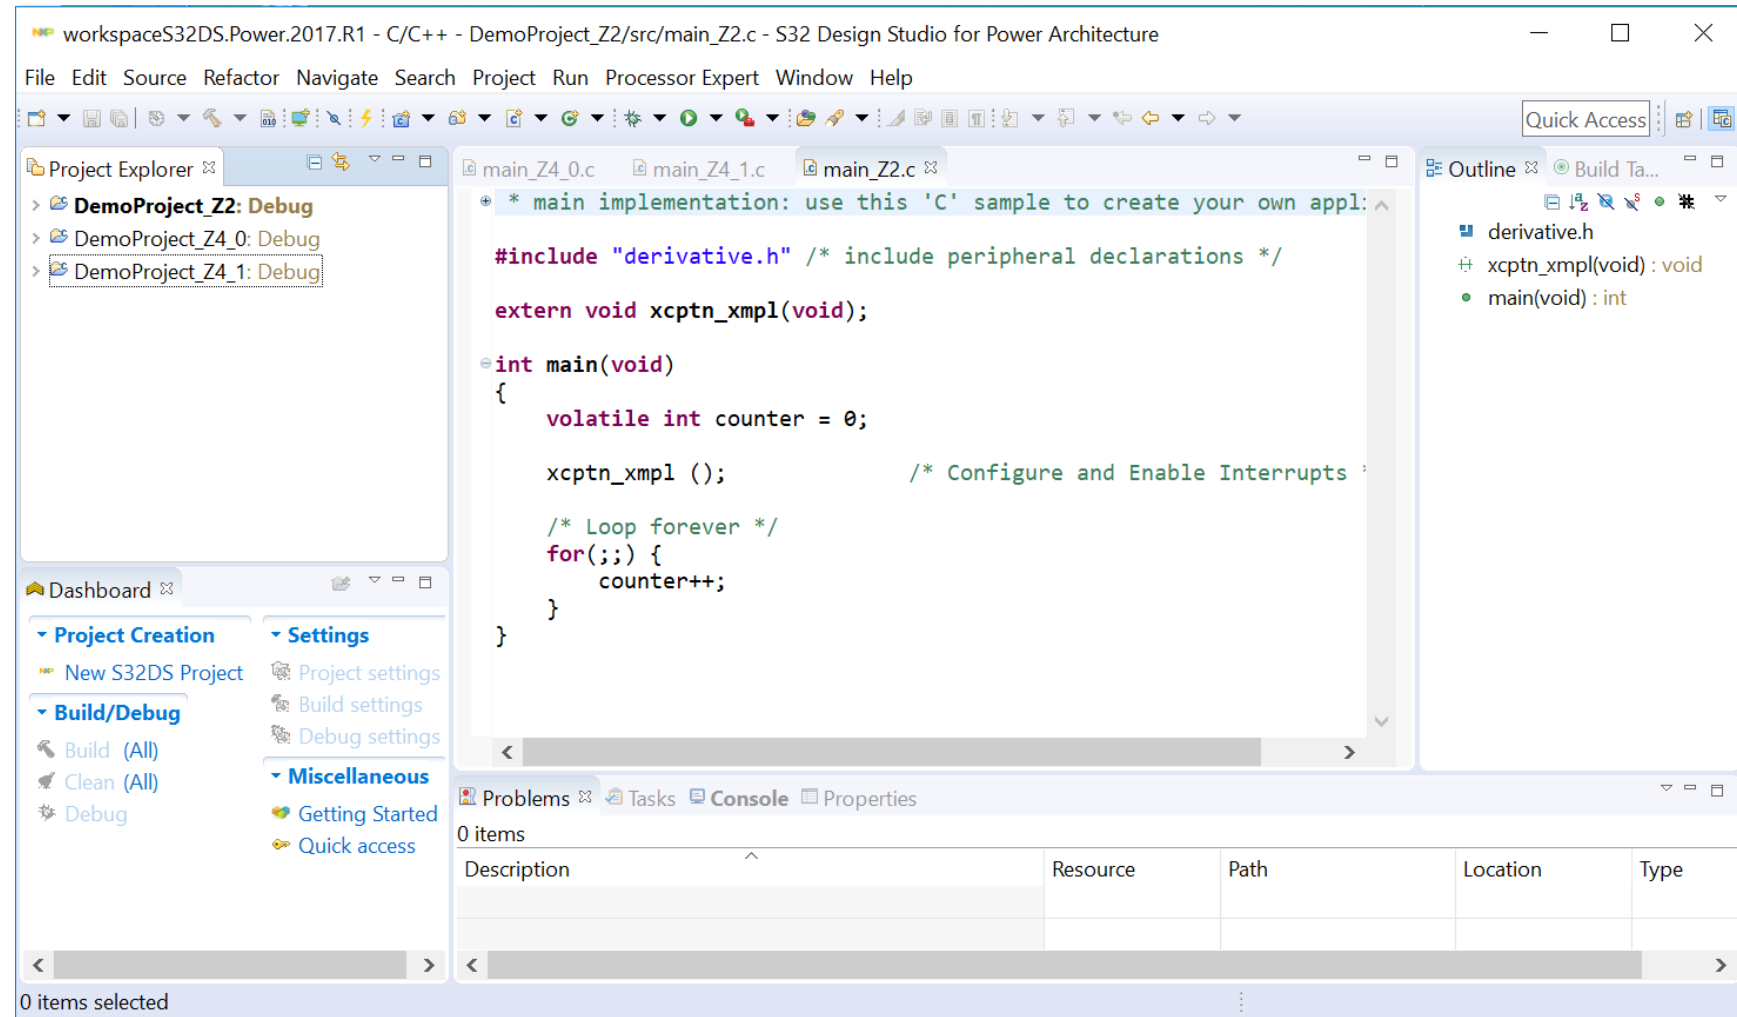 workspaceS32DS.Power.2017.R1 - C/C++ - DemoProject_Z2/src/main_Z2.c - S32 Design Studio for Power Architecture
File Edit Source Refactor Navigate Search Project Run Processor Expert Window Help
Quick Access
Project Explorer
DemoProject_Z2: Debug
DemoProject_Z4_0: Debug
DemoProject_Z4_1: Debug
main_Z4_0.c main_Z4_1.c main_Z2.c
* main implementation: use this 'C' sample to create your own appl:
#include "derivative.h" /* include peripheral declarations */
extern void xcptn_xmpl(void);
int main(void)
{
volatile int counter = 0;
xcptn_xmpl (); /* Configure and Enable Interrupts *
/* Loop forever */
for(;;) {
counter++;
}
}
Outline Build Ta...
derivative.h
xcptn_xmpl(void) : void
main(void) : int
Dashboard
Project Creation
New S32DS Project
Build/Debug
Build (All)
Clean (All)
Debug
Settings
Project settings
Build settings
Debug settings
Miscellaneous
Getting Started
Quick access
Problems Tasks Console Properties
0 items
Description Resource Path Location Type
0 items selected